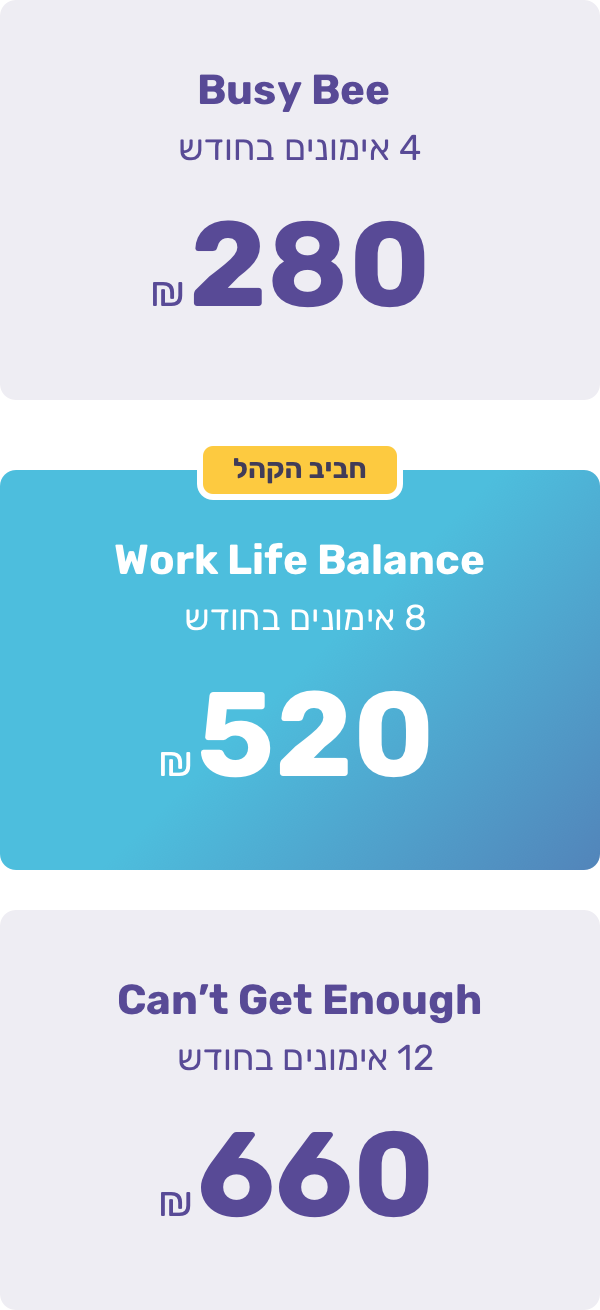 Busy Bee
4 אימונים בחודש
280 ₪
חביב הקהל
Work Life Balance
8 אימונים בחודש
520 ₪
Can’t Get Enough
12 אימונים בחודש
660 ₪